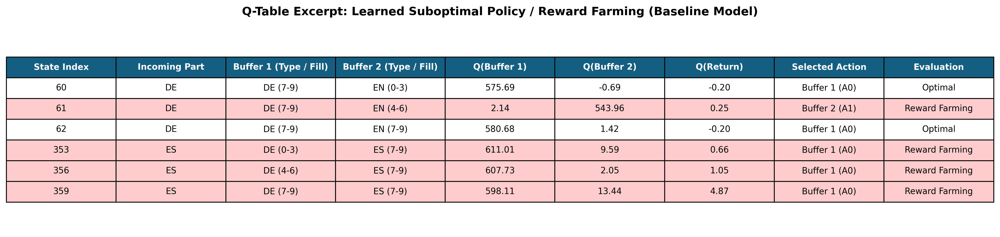 Q-Table Excerpt: Learned Suboptimal Policy / Reward Farming (Baseline Model)
State Index Incoming Part Buffer 1 (Type / Fill) Buffer 2 (Type / Fill) Q(Buffer 1) Q(Buffer 2) Q(Return) Selected Action Evaluation
60 DE DE (7-9) EN (0-3) 575.69 -0.69 -0.20 Buffer 1 (A0) Optimal
61 DE DE (7-9) EN (4-6) 2.14 543.96 0.25 Buffer 2 (A1) Reward Farming
62 DE DE (7-9) EN (7-9) 580.68 1.42 -0.20 Buffer 1 (A0) Optimal
353 ES DE (0-3) ES (7-9) 611.01 9.59 0.66 Buffer 1 (A0) Reward Farming
356 ES DE (4-6) ES (7-9) 607.73 2.05 1.05 Buffer 1 (A0) Reward Farming
359 ES DE (7-9) ES (7-9) 598.11 13.44 4.87 Buffer 1 (A0) Reward Farming